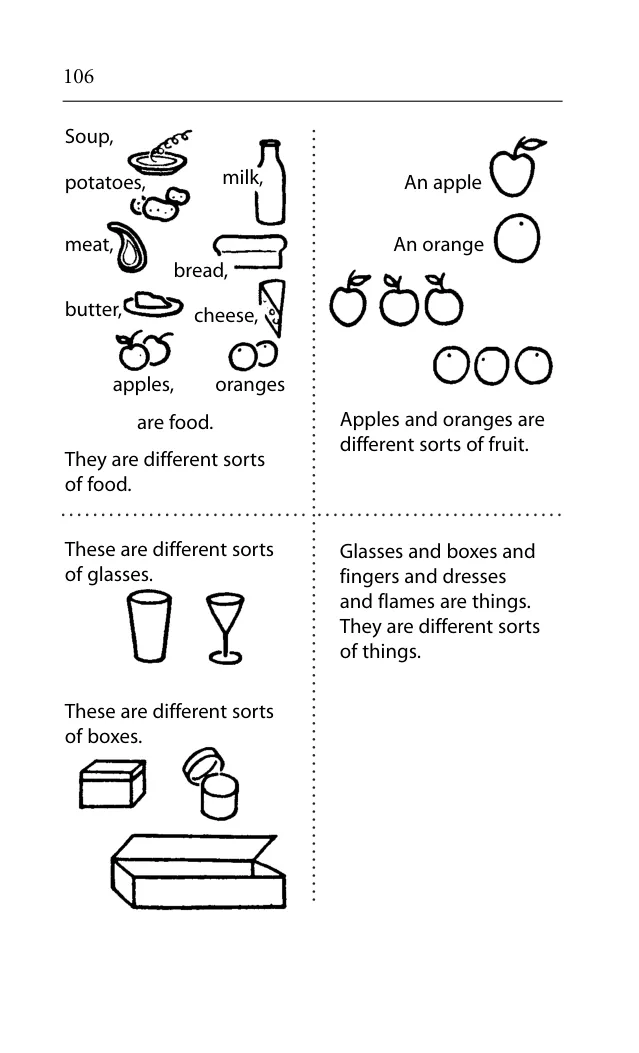 106
Soup,
potatoes,
milk,
meat,
bread,
butter,
cheese,
apples,
oranges
are food.
They are different sorts
of food.
An apple
An orange
Apples and oranges are
different sorts of fruit.
These are different sorts
of glasses.
These are different sorts
of boxes.
Glasses and boxes and
fingers and dresses
and flames are things.
They are different sorts
of things.